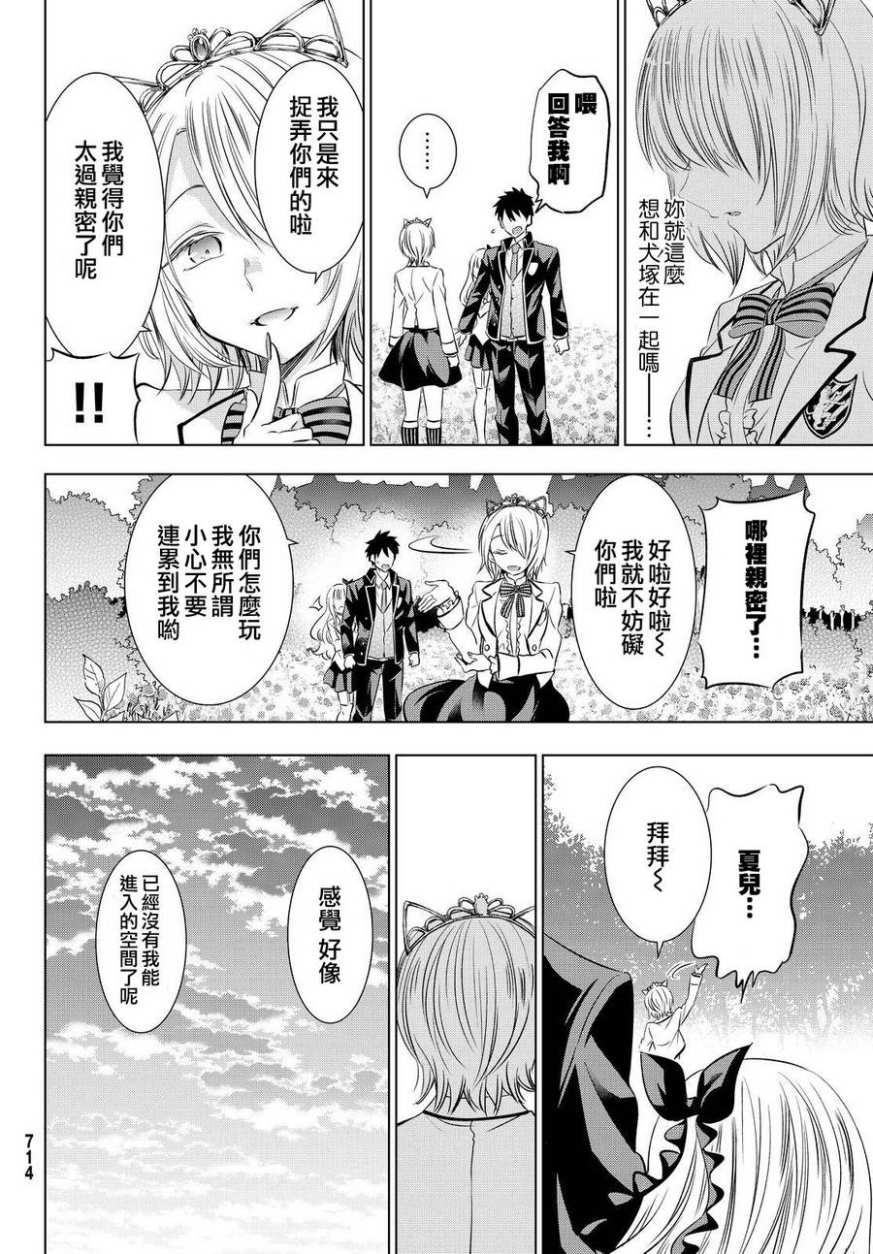 妳就這麼
想和犬塚在一起嗎——……
喂
回答我啊
……
我只是來
捉弄你們的啦
我覺得你們
太過親密了呢
!!
哪裡親密了…
好啦好啦～
我就不妨礙
你們啦
你們怎麼玩
我無所謂
小心不要
連累到我喲
夏兒…
拜拜～
感覺 好像
已經沒有我能
進入的空間了呢
714